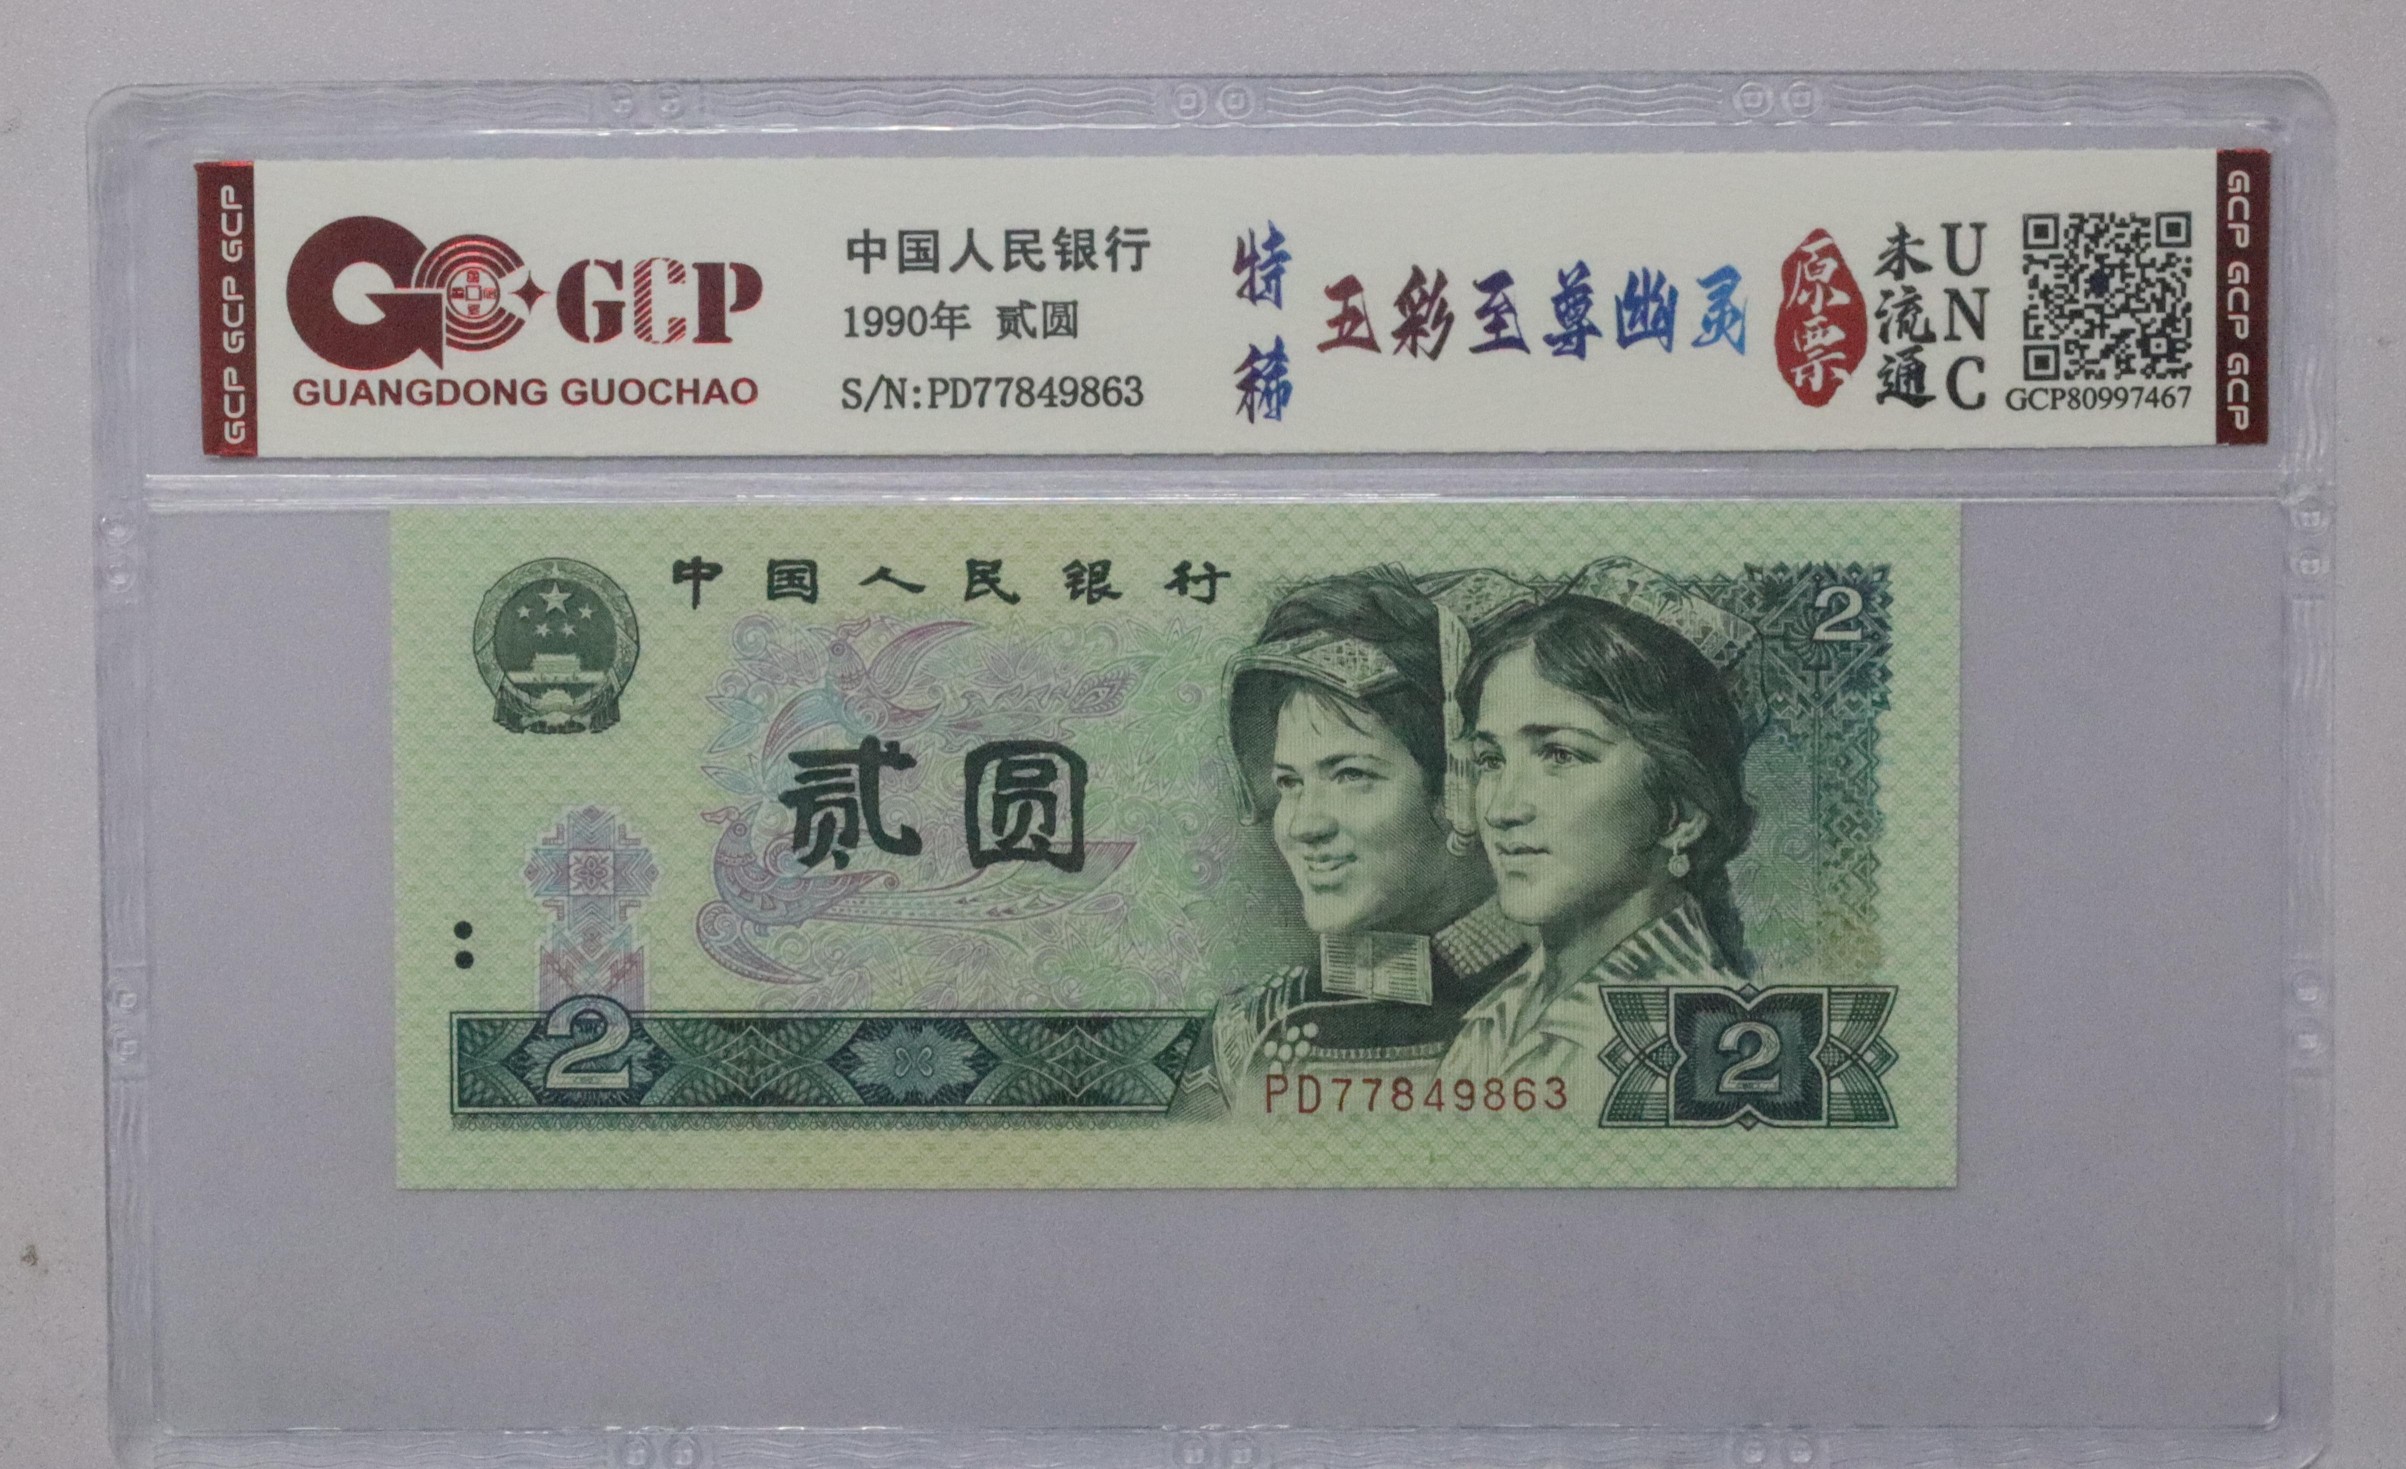 GCP GCP GCP
GCP
GUANGDONG GUOCHAO
中国人民银行
1990年 贰圆
S/N:PD77849863
特稀
五彩至尊幽灵
原票
未流通
UNC
GCP80997467
GCP GCP GCP
中国人民银行
2
贰圆
2
PD77849863
2